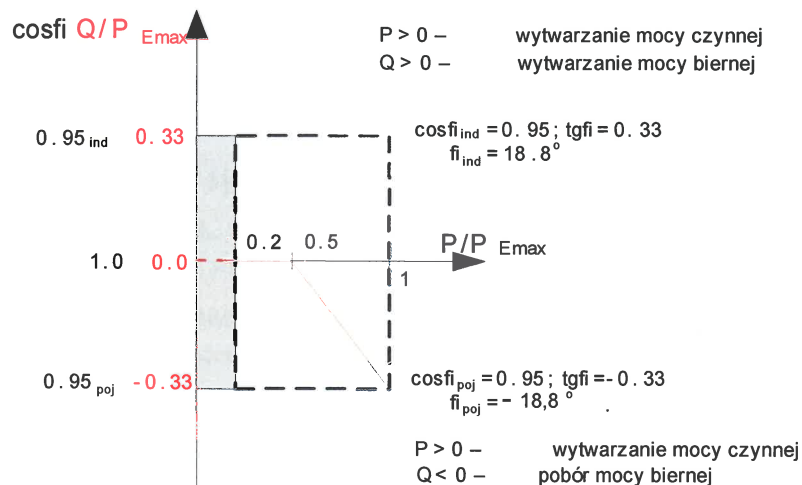 cosfi Q/P Emax
P > 0 – wytwarzanie mocy czynnej
Q > 0 – wytwarzanie mocy biernej
0.95 ind 0.33
cosfi ind = 0.95; tgfi = 0.33
fi ind = 18.8°
0.2 0.5 P/P Emax
1.0 0.0
1
0.95 poj -0.33
cosfi poj = 0.95; tgfi = - 0.33
fi poj = - 18,8°
P > 0 – wytwarzanie mocy czynnej
Q < 0 – pobór mocy biernej